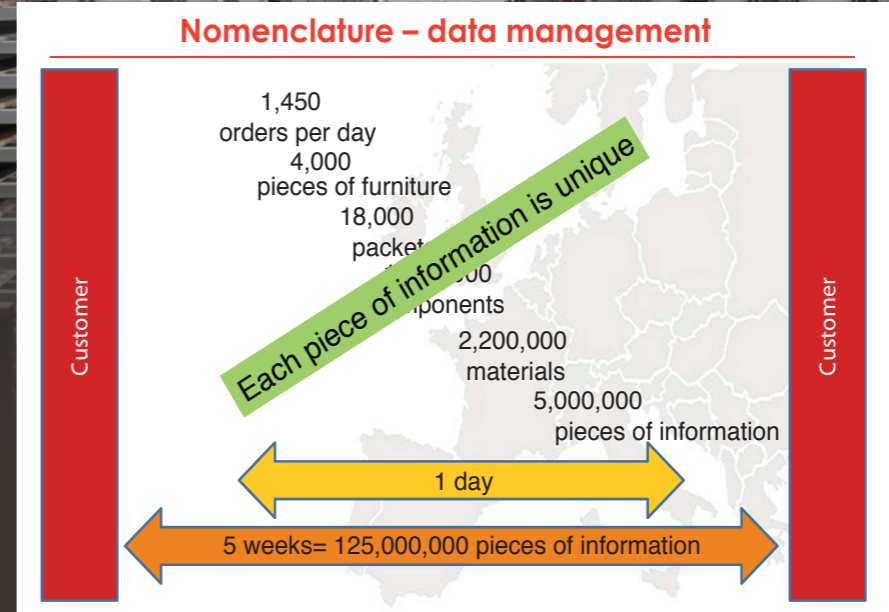 Nomenclature – data management
Customer
1,450
orders per day
4,000
pieces of furniture
18,000
Each piece of information is unique
2,200,000
materials
5,000,000
pieces of information
1 day
5 weeks= 125,000,000 pieces of information
Customer